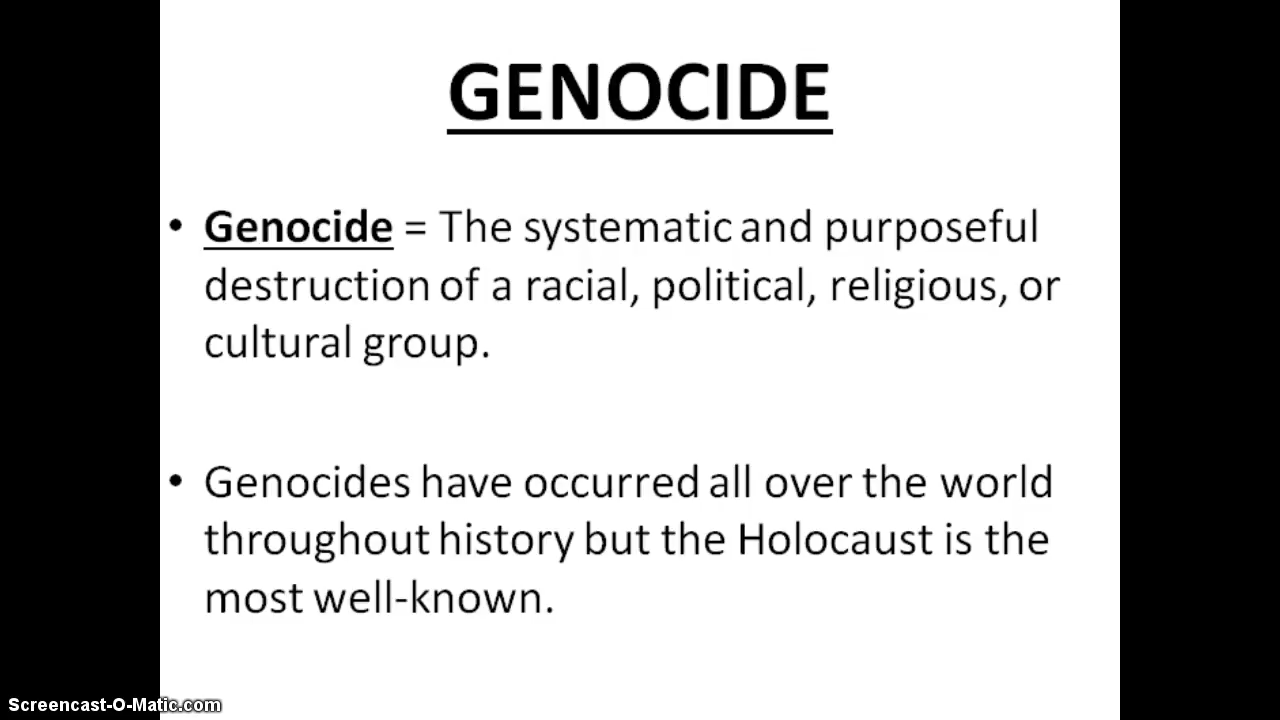 GENOCIDE
• Genocide = The systematic and purposeful
destruction of a racial, political, religious, or
cultural group.
• Genocides have occurred all over the world
throughout history but the Holocaust is the
most well-known.
Screencast-O-Matic.com